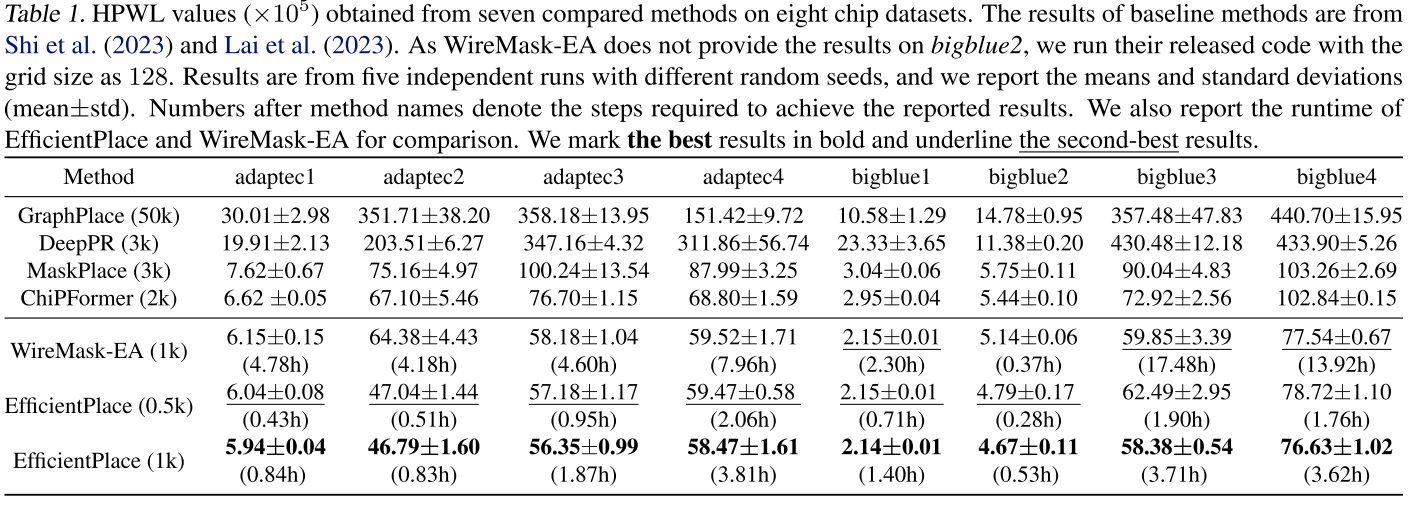 Table 1. HPWL values (×10⁵) obtained from seven compared methods on eight chip datasets. The results of baseline methods are from
Shi et al. (2023) and Lai et al. (2023). As WireMask-EA does not provide the results on bigblue2, we run their released code with the
grid size as 128. Results are from five independent runs with different random seeds, and we report the means and standard deviations
(mean±std). Numbers after method names denote the steps required to achieve the reported results. We also report the runtime of
EfficientPlace and WireMask-EA for comparison. We mark the best results in bold and underline the second-best results.
Method adaptec1 adaptec2 adaptec3 adaptec4 bigblue1 bigblue2 bigblue3 bigblue4
GraphPlace (50k) 30.01±2.98 351.71±38.20 358.18±13.95 151.42±9.72 10.58±1.29 14.78±0.95 357.48±47.83 440.70±15.95
DeepPR (3k) 19.91±2.13 203.51±6.27 347.16±4.32 311.86±56.74 23.33±3.65 11.38±0.20 430.48±12.18 433.90±5.26
MaskPlace (3k) 7.62±0.67 75.16±4.97 100.24±13.54 87.99±3.25 3.04±0.06 5.75±0.11 90.04±4.83 103.26±2.69
ChiPFormer (2k) 6.62 ±0.05 67.10±5.46 76.70±1.15 68.80±1.59 2.95±0.04 5.44±0.10 72.92±2.56 102.84±0.15
WireMask-EA (1k) 6.15±0.15 64.38±4.43 58.18±1.04 59.52±1.71 2.15±0.01 5.14±0.06 59.85±3.39 77.54±0.67
(4.78h) (4.18h) (4.60h) (7.96h) (2.30h) (0.37h) (17.48h) (13.92h)
EfficientPlace (0.5k) 6.04±0.08 47.04±1.44 57.18±1.17 59.47±0.58 2.15±0.01 4.79±0.17 62.49±2.95 78.72±1.10
(0.43h) (0.51h) (0.95h) (2.06h) (0.71h) (0.28h) (1.90h) (1.76h)
EfficientPlace (1k) 5.94±0.04 46.79±1.60 56.35±0.99 58.47±1.61 2.14±0.01 4.67±0.11 58.38±0.54 76.63±1.02
(0.84h) (0.83h) (1.87h) (3.81h) (1.40h) (0.53h) (3.71h) (3.62h)